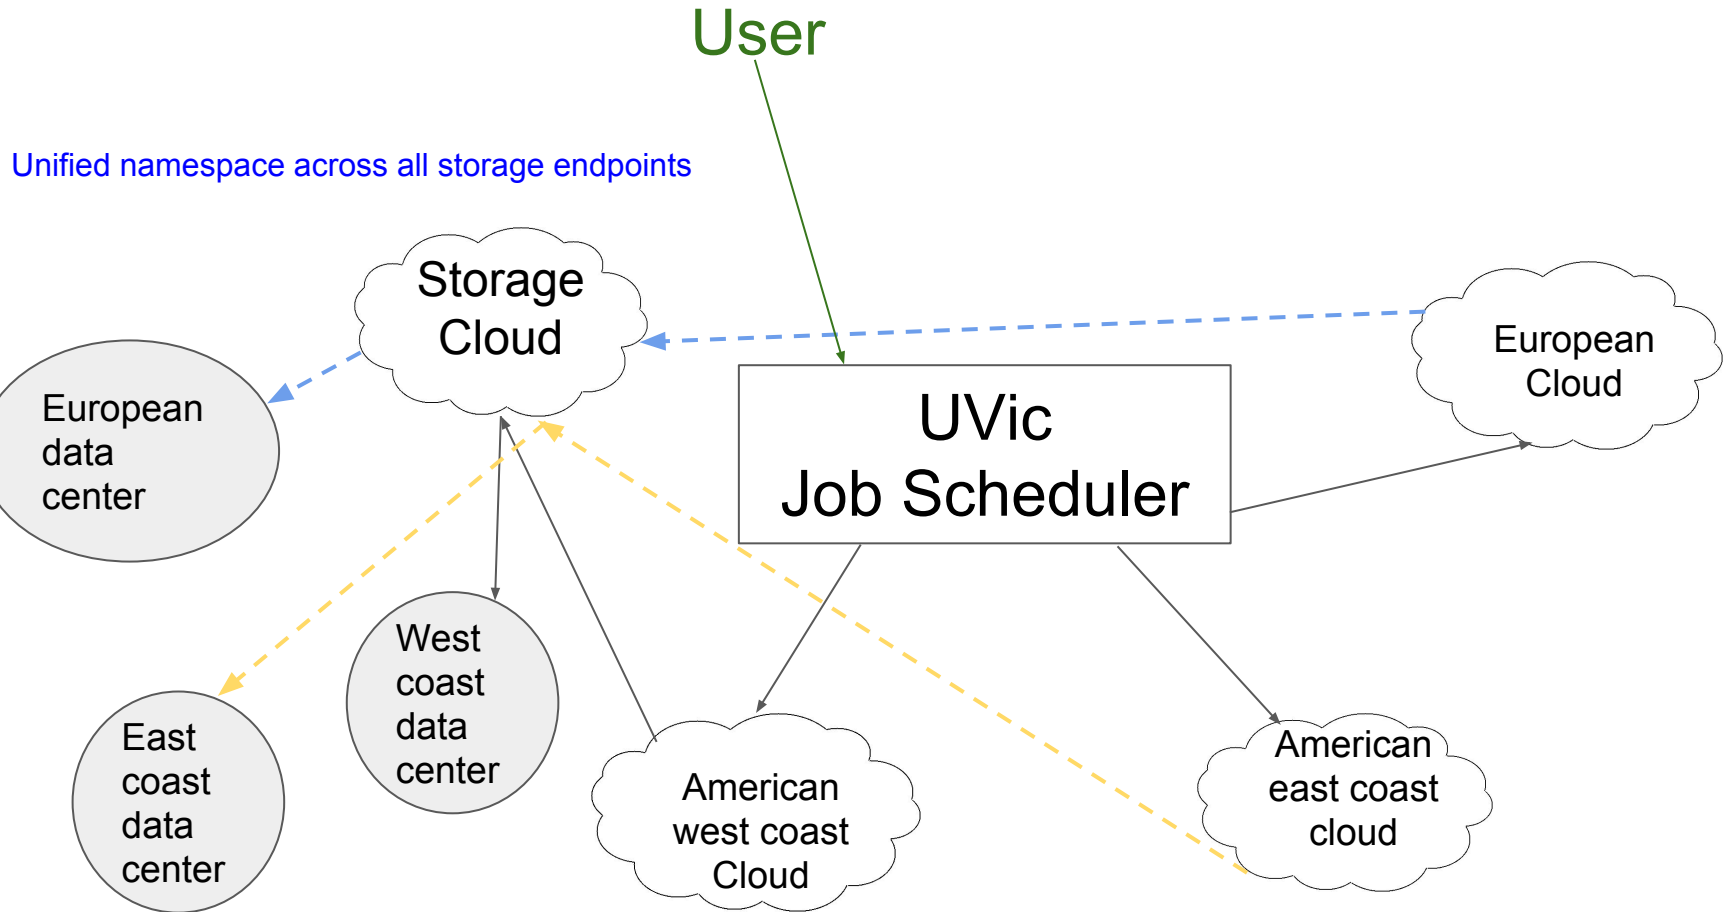 User
Unified namespace across all storage endpoints
Storage
Cloud
European
Cloud
European
data
center
UVic
Job Scheduler
West
coast
data
center
East
coast
data
center
American
west coast
Cloud
American
east coast
cloud